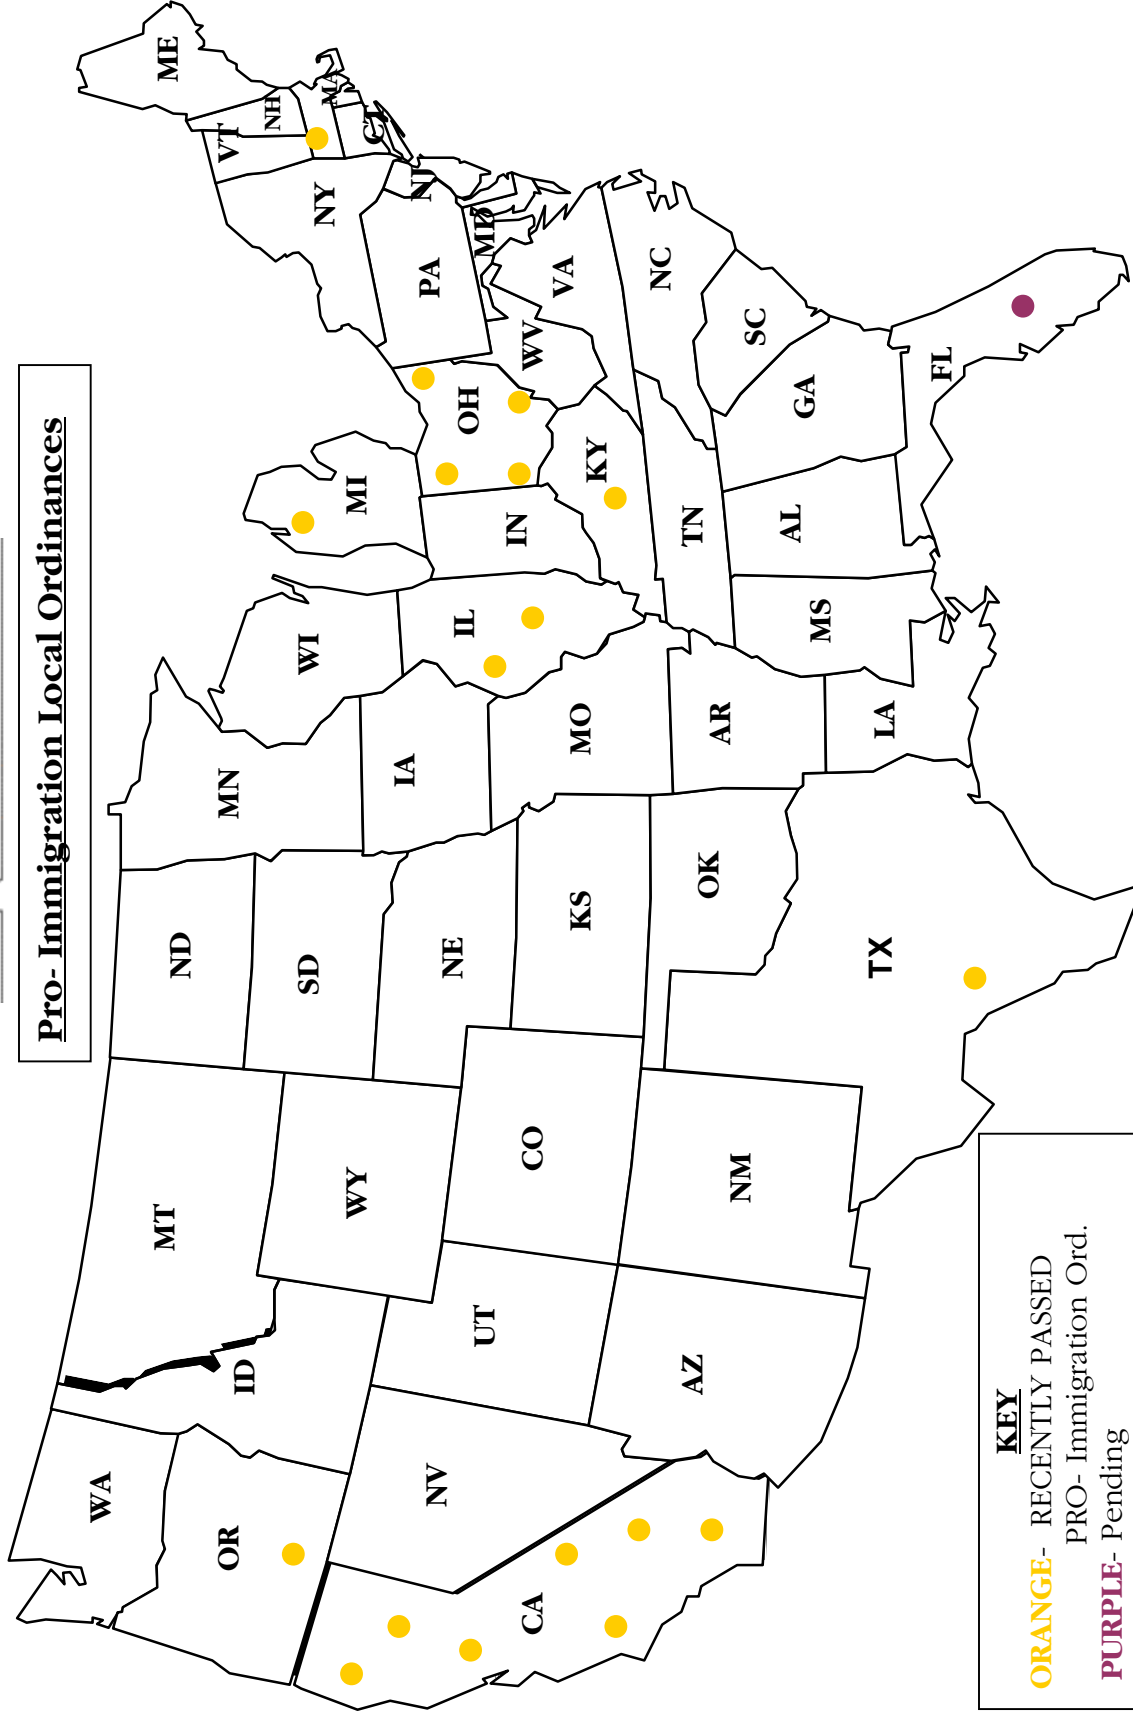 Pro- Immigration Local Ordinances
WA
OR
CA
NV
ID
MT
WY
UT
AZ
CO
NM
ND
SD
NE
KS
OK
TX
MN
IA
MO
AR
LA
WI
IL
MS
MI
IN
KY
TN
AL
OH
WV
GA
FL
PA
VA
NC
SC
NY
VT
NH
ME
MA
CT
NJ
MD
KEY
ORANGE- RECENTLY PASSED
PRO- Immigration Ord.
PURPLE- Pending